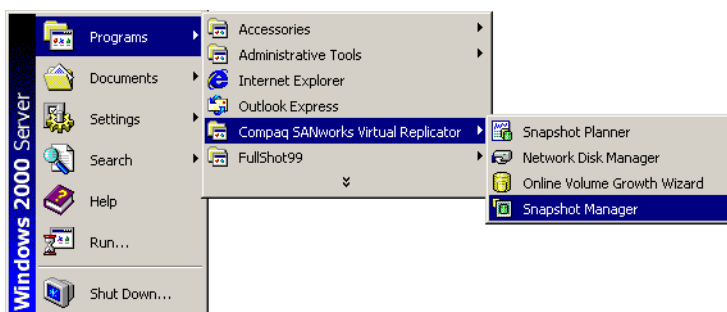 Windows 2000 Server
Programs
Documents
Settings
Search
Help
Run...
Shut Down...
Accessories
Administrative Tools
Internet Explorer
Outlook Express
Compaq SANworks Virtual Replicator
FullShot99
Snapshot Planner
Network Disk Manager
Online Volume Growth Wizard
Snapshot Manager